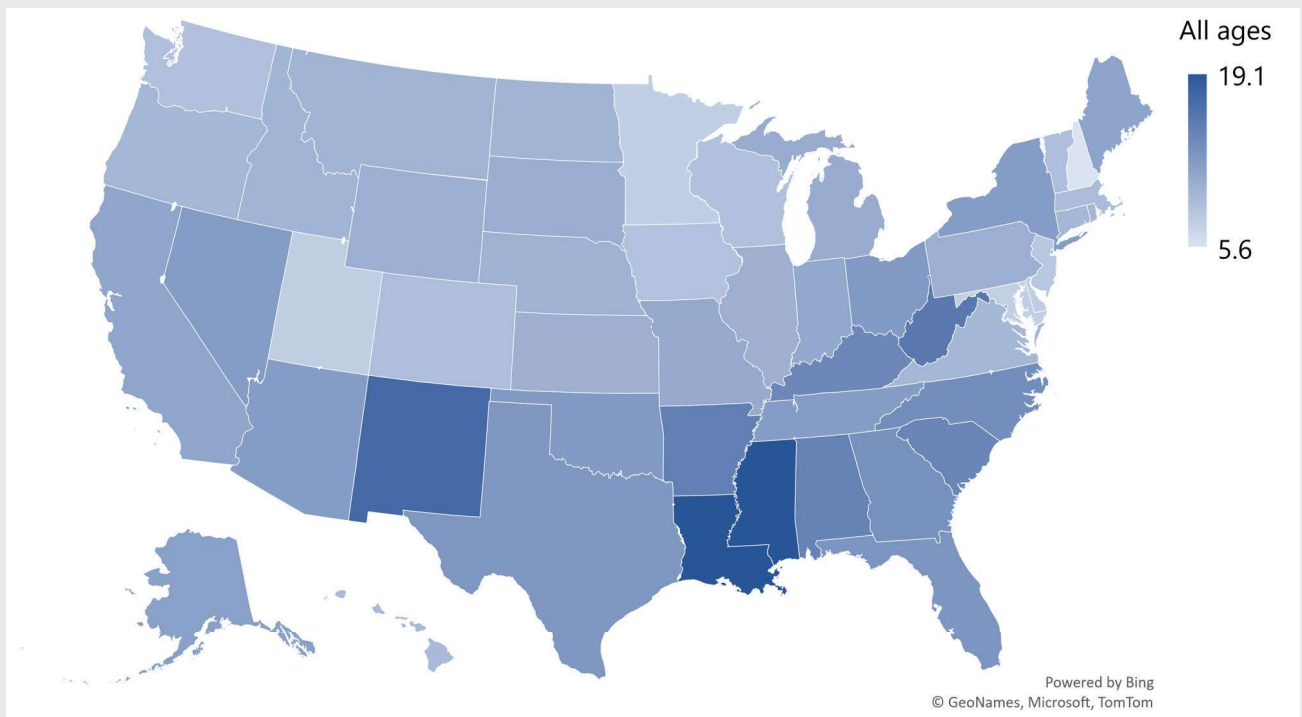 All ages
19.1
5.6
Powered by Bing
© GeoNames, Microsoft, TomTom